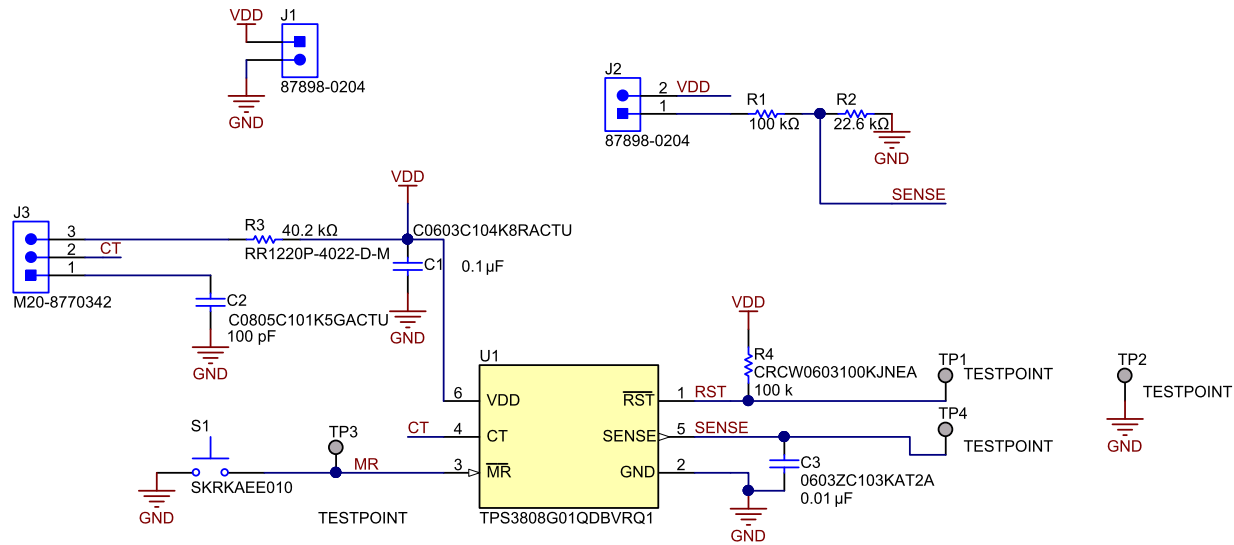 VDD
J1
87898-0204
GND
J2
2 VDD
1
87898-0204
R1
100 kΩ
R2
22.6 kΩ
GND
SENSE
J3
3
2 CT
1
M20-8770342
R3
40.2 kΩ
RR1220P-4022-D-M
VDD
C0603C104K8RACTU
C1
0.1 µF
GND
C2
C0805C101K5GACTU
100 pF
GND
VDD
R4
CRCW0603100KJNEA
100 k
U1
6 VDD
CT 4 CT
MR 3 MR
RST 1 RST
SENSE 5 SENSE
GND 2
TPS3808G01QDBVRQ1
S1
SKRKAEE010
GND
TP3
TESTPOINT
C3
0603ZC103KAT2A
0.01 µF
GND
TP1
TESTPOINT
TP4
TESTPOINT
TP2
TESTPOINT
GND